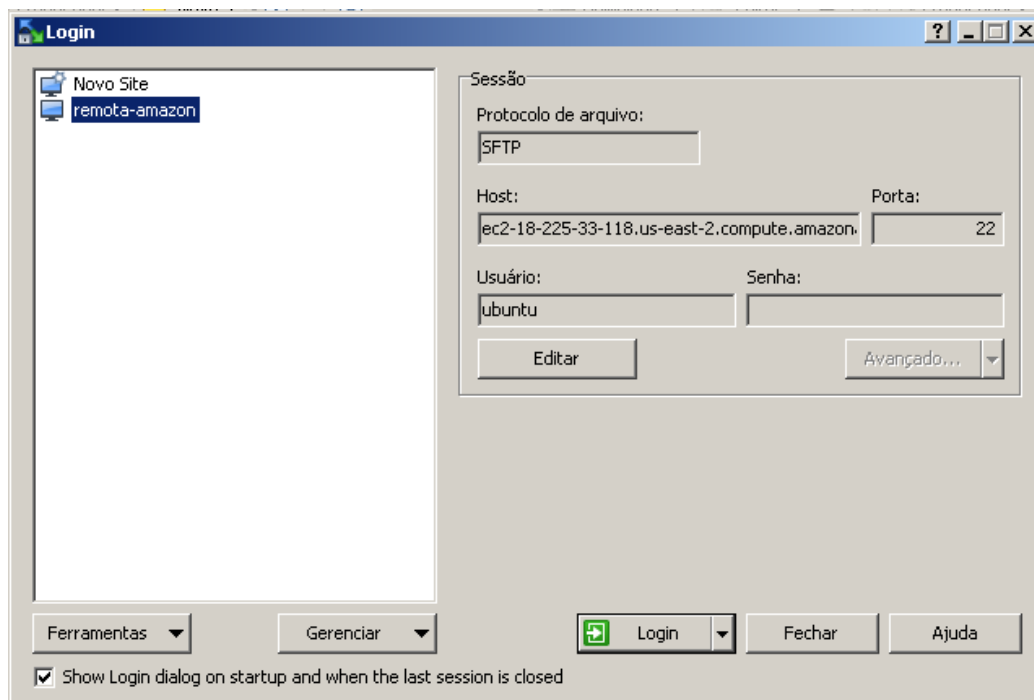 Login
Novo Site
remota-amazon
Sessão
Protocolo de arquivo:
SFTP
Host: Porta:
ec2-18-225-33-118.us-east-2.compute.amazon. 22
Usuário: Senha:
ubuntu
Editar Avançado...
Ferramentas Gerenciar Login Fechar Ajuda
Show Login dialog on startup and when the last session is closed